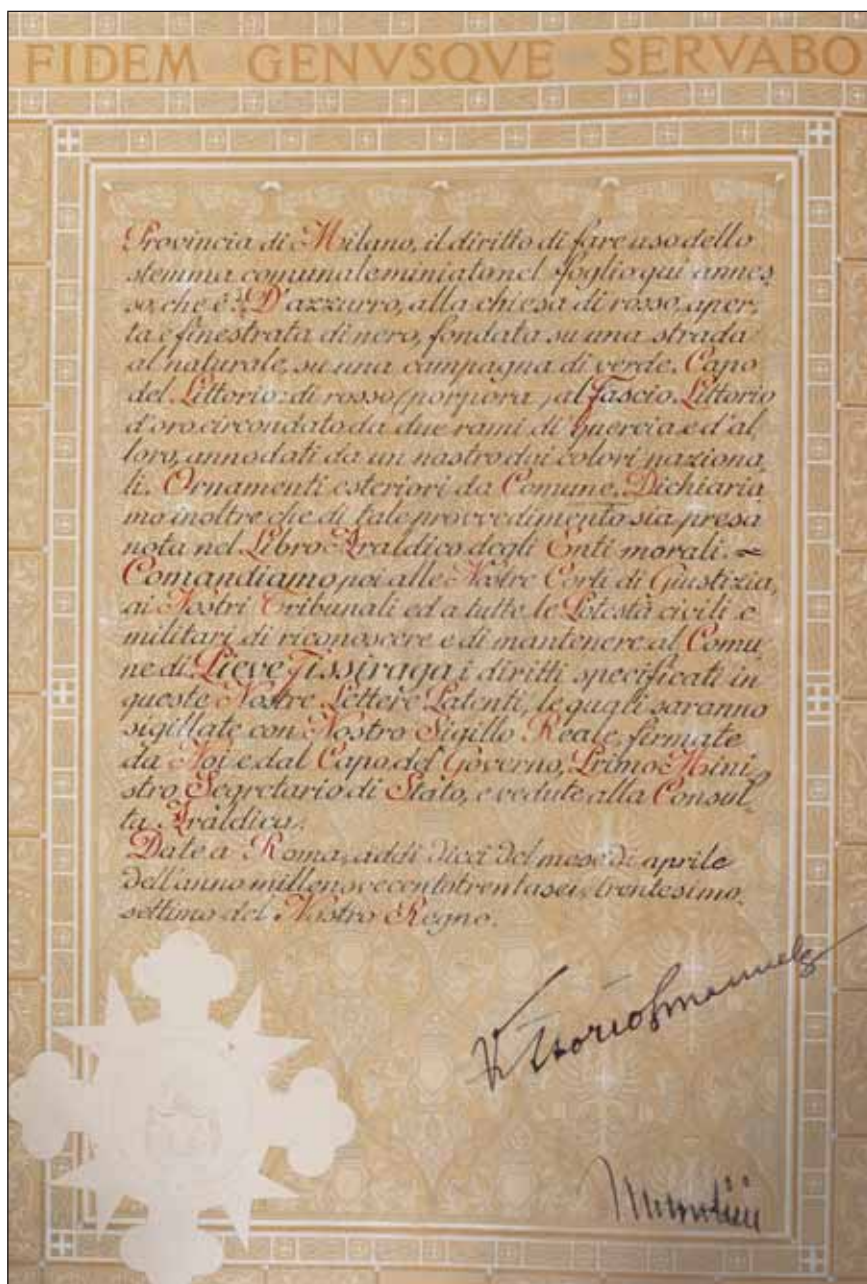 FIDEM GENVSQVE SERVABO
Provincia di Milano, il diritto di fare uso dello
stemma comunale miniato nel foglio qui annes
so, che è: D'azzurro, alla chiesa di rosso, aper-
ta e finestrata di nero, fondata su una strada
al naturale, su una campagna di verde. Capo
del Littorio: di rosso (porpora) al Fascio Littorio
d'oro circondato da due rami di quercia e d'al
loro, annodati da un nastro dai colori naziona
li. Ornamenti esteriori da Comune. Dichiaria
mo inoltre che di tale provvedimento sia presa
nota nel Libro Araldico degli Enti morali. ~
Comandiamo poi alle Nostre Corti di Giustizia,
ai Nostri Tribunali ed a tutte le Potestà civili e
militari di riconoscere e di mantenere al Comu
ne di Pieve Fissiraga i diritti specificati in
queste Nostre Lettere Patenti, le quali saranno
sigillate con Nostro Sigillo Reale, firmate
da Noi e dal Capo del Governo, Primo Mini
stro Segretario di Stato, e vedute alla Consul
ta Araldica.
Date a Roma, addì dieci del mese di aprile
dell'anno millenovecentotrentasei, trentesimo
settimo del Nostro Regno.
Vittorio Emanuele
Mussolini